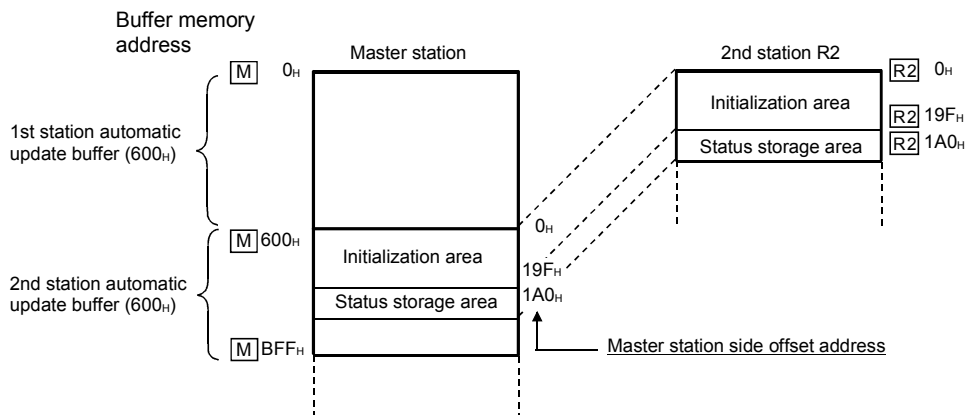 Buffer memory
address
Master station
2nd station R2
M 0H
R2 0H
Initialization area
R2 19FH
Status storage area
R2 1A0H
1st station automatic
update buffer (600H)
0H
M 600H
Initialization area
19FH
2nd station automatic
update buffer (600H)
Status storage area
1A0H
M BFFH
Master station side offset address